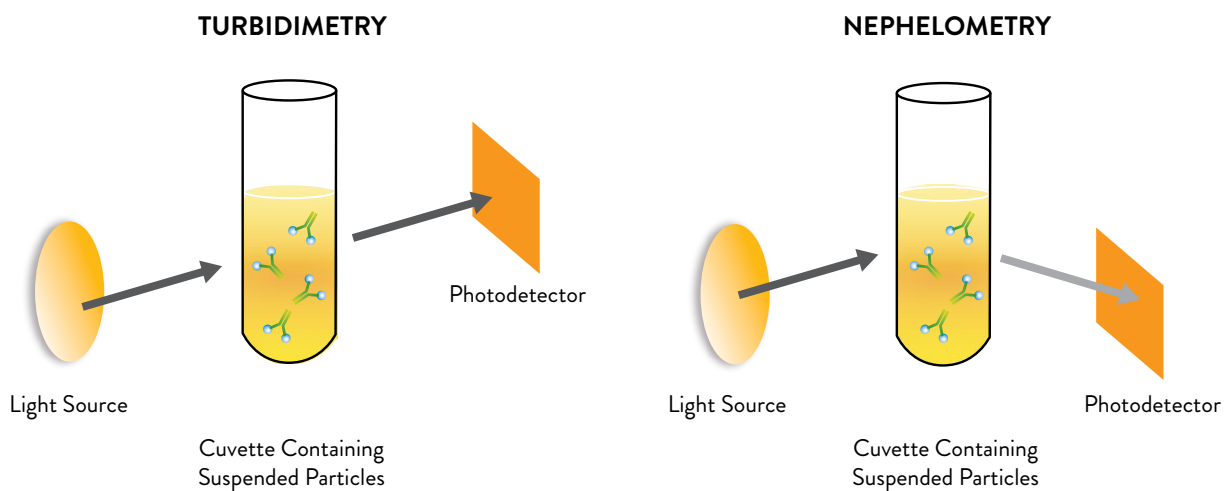 TURBIDIMETRY
Photodetector
Light Source
Cuvette Containing
Suspended Particles
NEPHELOMETRY
Light Source
Photodetector
Cuvette Containing
Suspended Particles